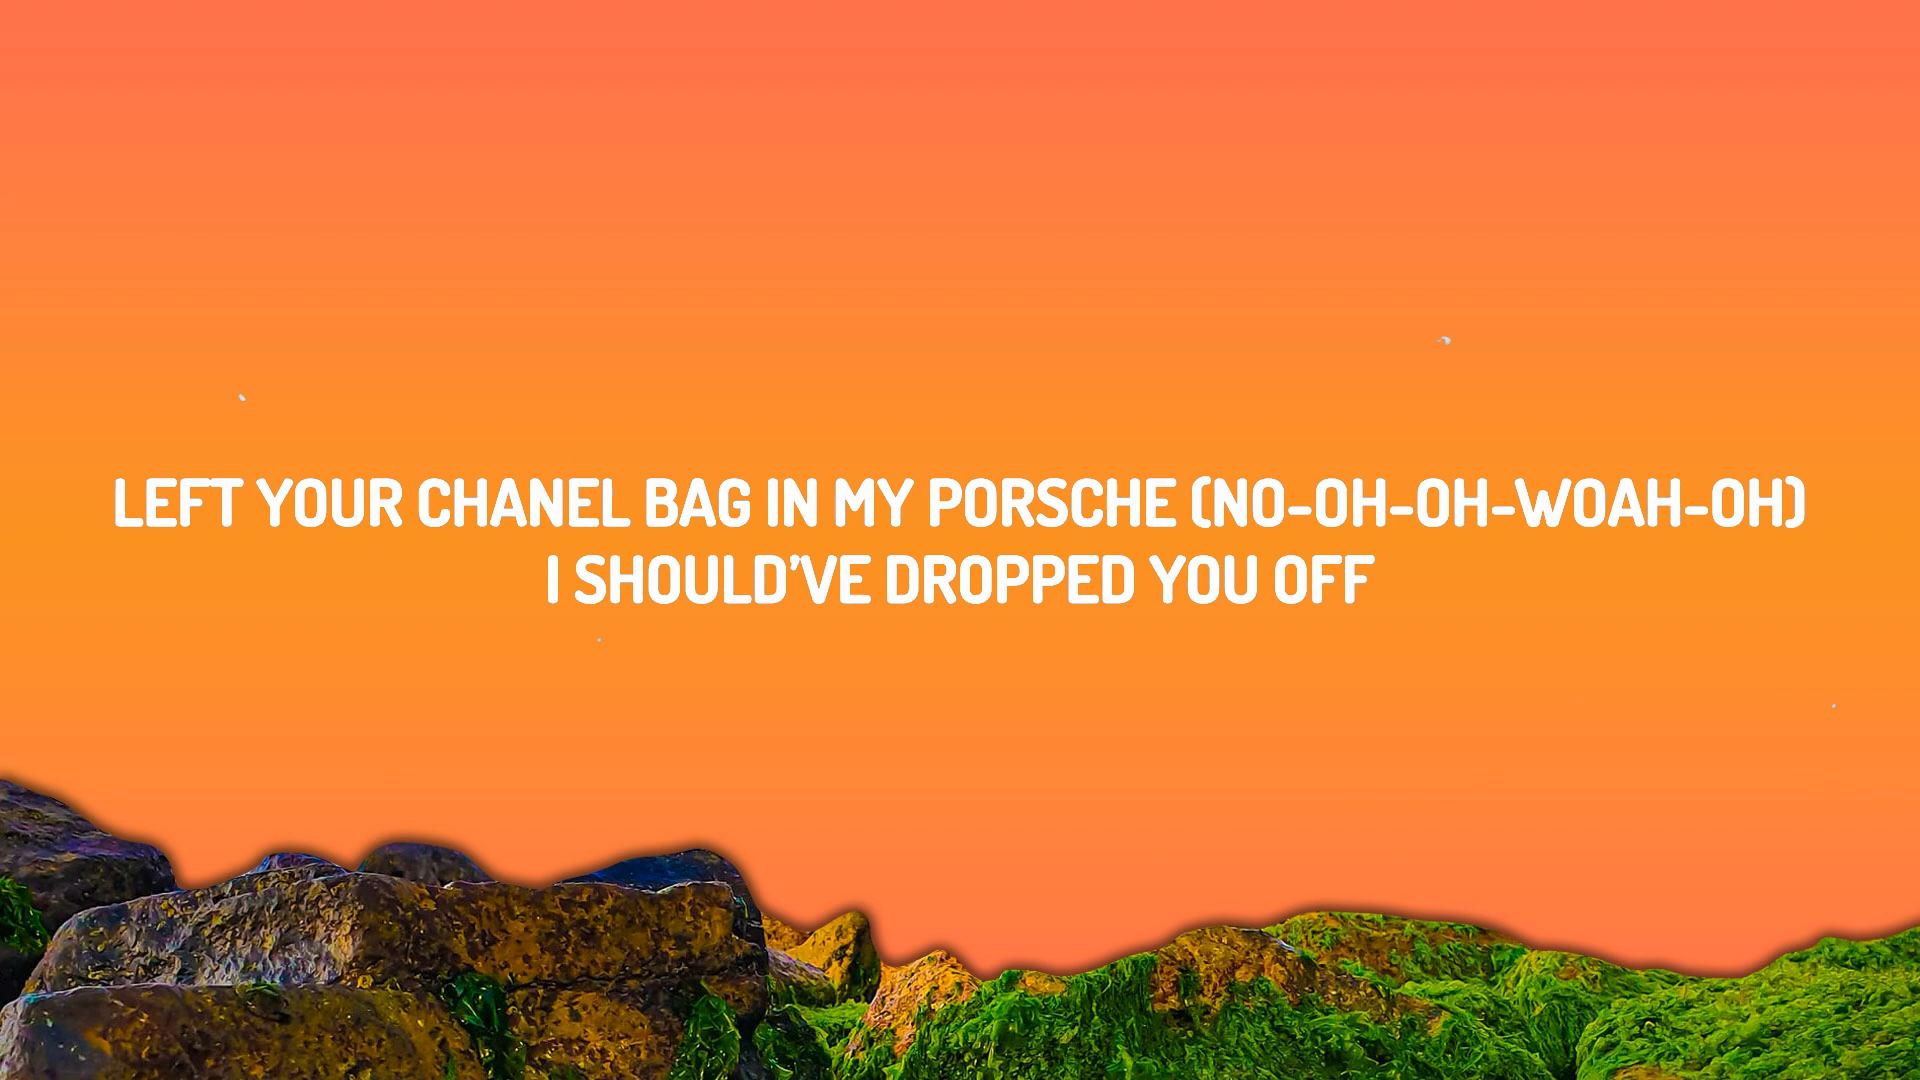 LEFT YOUR CHANEL BAG IN MY PORSCHE (NO-OH-OH-WOAH-OH)
I SHOULD’VE DROPPED YOU OFF